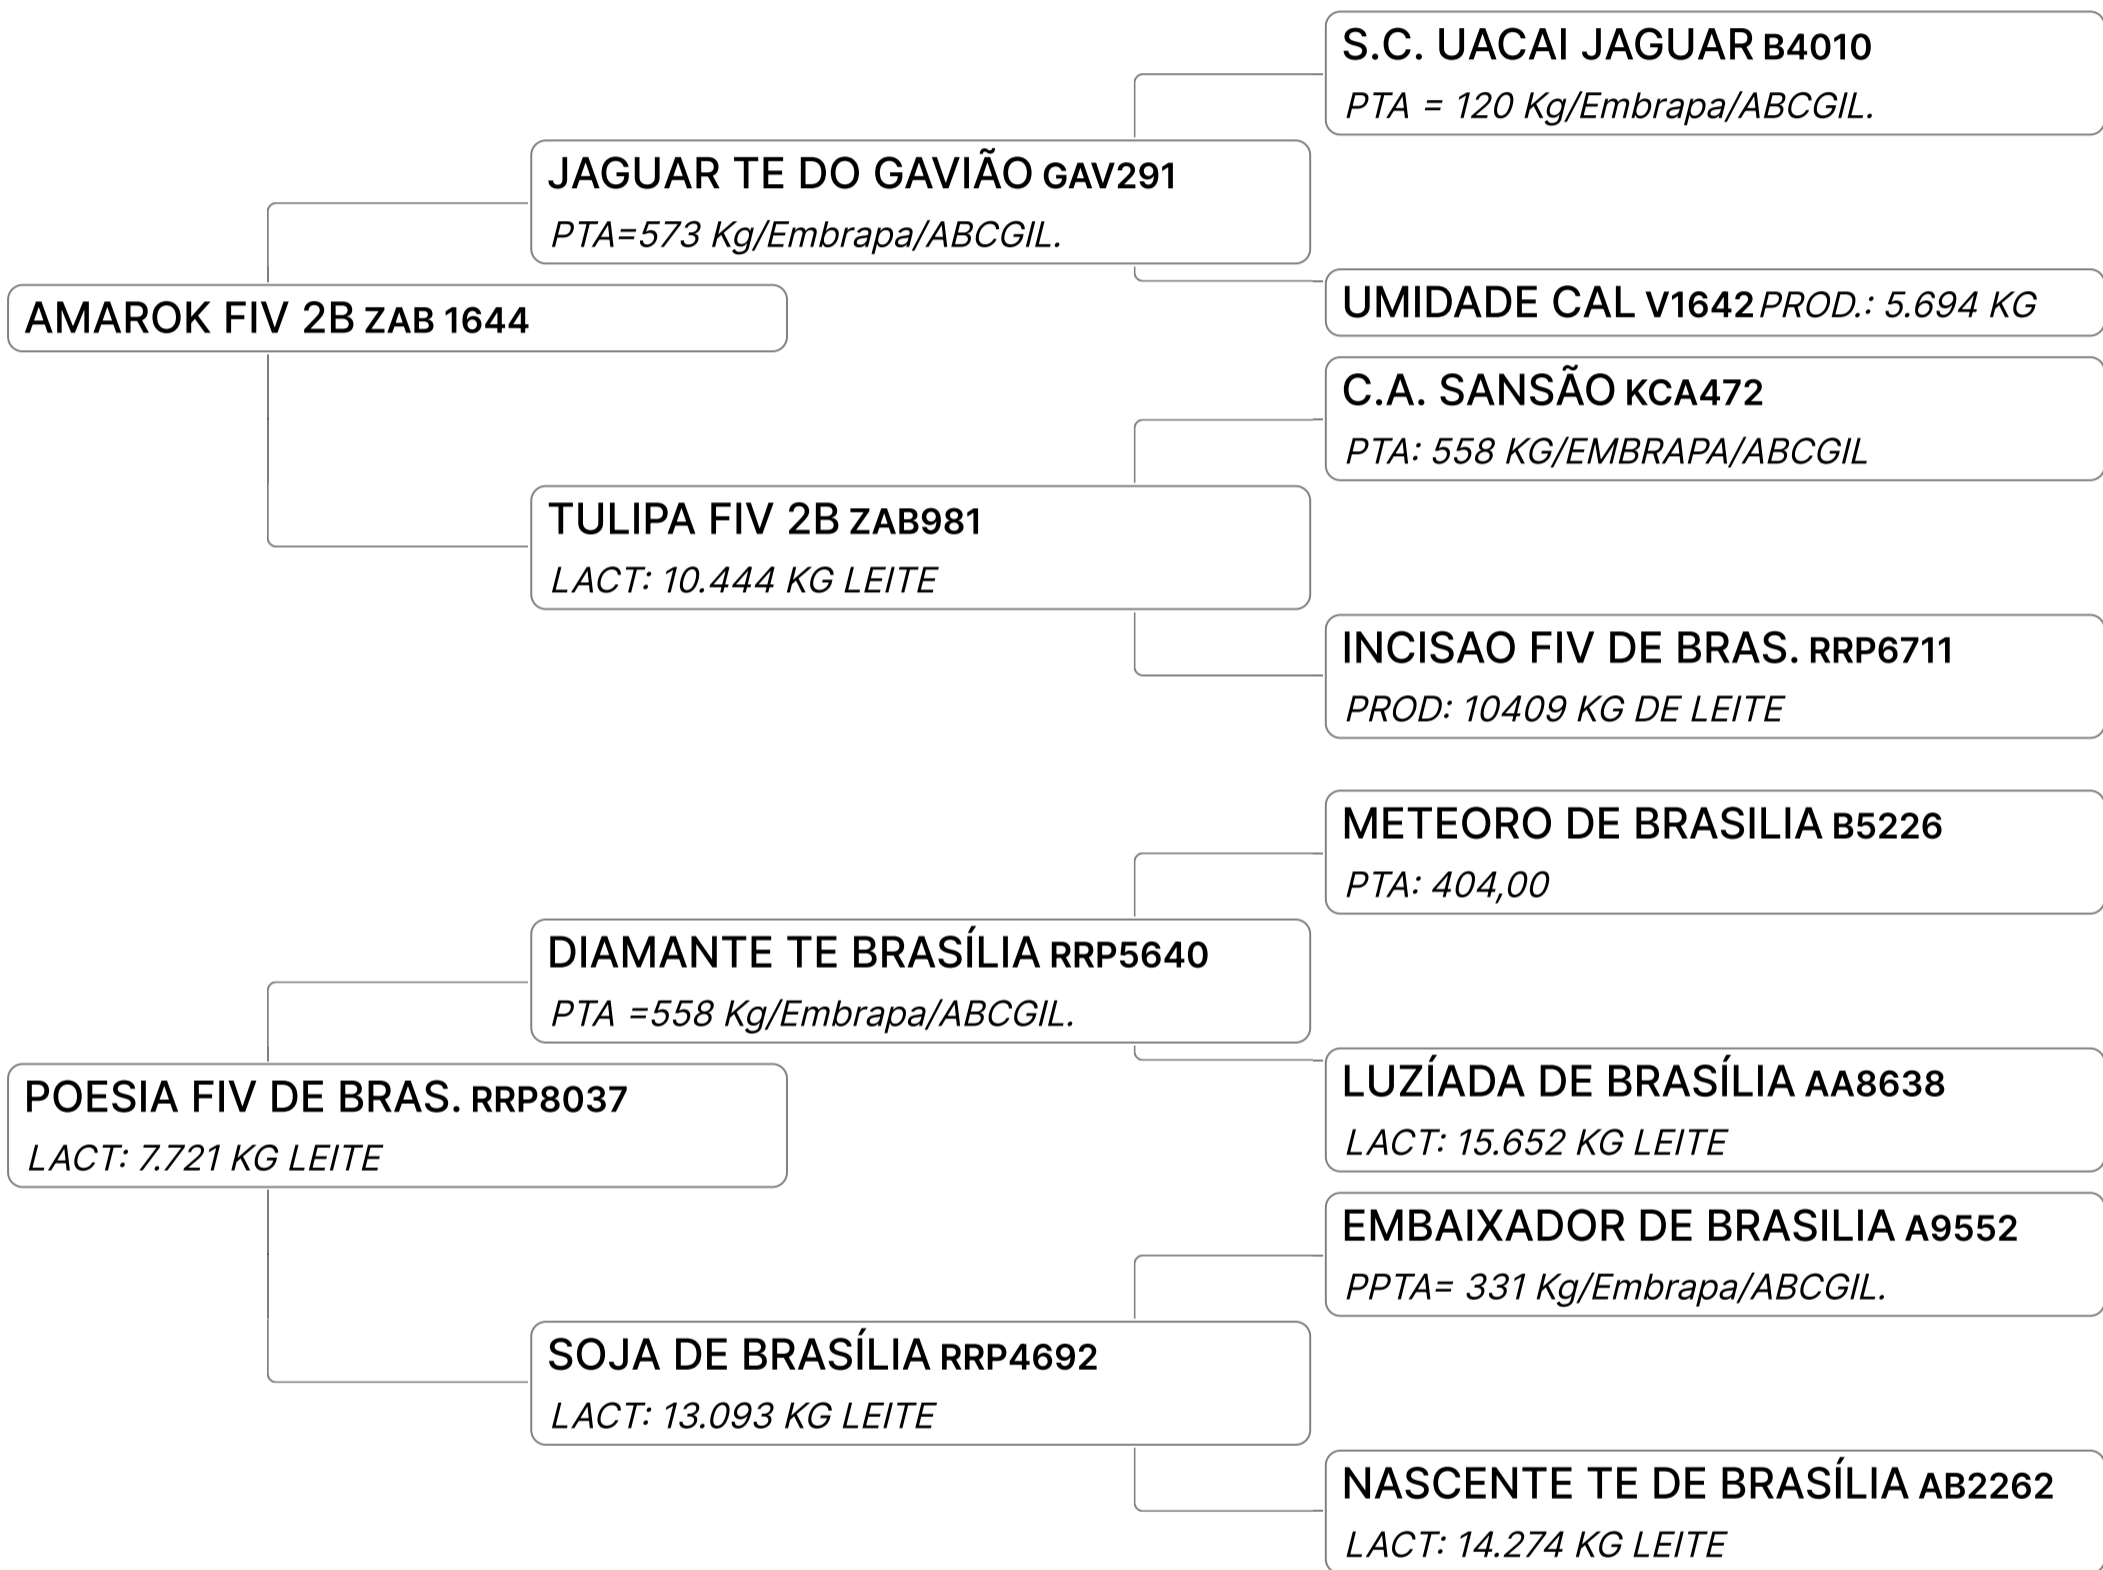 S.C. UACAI JAGUAR B4010
PTA = 120 Kg/Embrapa/ABCGIL.
JAGUAR TE DO GAVIÃO GAV291
PTA=573 Kg/Embrapa/ABCGIL.
UMIDADE CAL V1642 PROD.: 5.694 KG
AMAROK FIV 2B ZAB 1644
C.A. SANSÃO KCA472
PTA: 558 KG/EMBRAPA/ABCGIL
TULIPA FIV 2B ZAB981
LACT: 10.444 KG LEITE
INCISAO FIV DE BRAS. RRP6711
PROD: 10409 KG DE LEITE
METEORO DE BRASILIA B5226
PTA: 404,00
DIAMANTE TE BRASÍLIA RRP5640
PTA =558 Kg/Embrapa/ABCGIL.
LUZÍADA DE BRASÍLIA AA8638
LACT: 15.652 KG LEITE
POESIA FIV DE BRAS. RRP8037
LACT: 7.721 KG LEITE
EMBAIXADOR DE BRASILIA A9552
PPTA= 331 Kg/Embrapa/ABCGIL.
SOJA DE BRASÍLIA RRP4692
LACT: 13.093 KG LEITE
NASCENTE TE DE BRASÍLIA AB2262
LACT: 14.274 KG LEITE